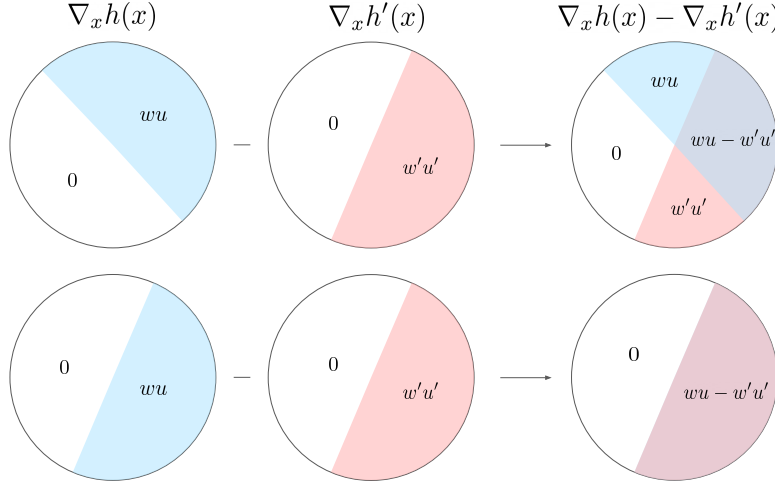 ∇ₓh(x) ∇ₓh′(x) ∇ₓh(x) − ∇ₓh′(x)
wu 0 − 0 w′u′ wu 0 wu − w′u′ w′u′
0 wu − 0 w′u′ 0 wu − w′u′